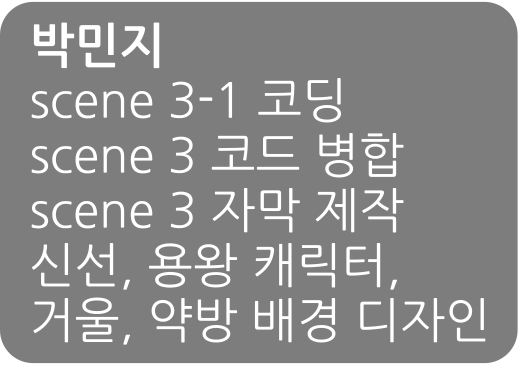 박민지
scene 3-1 코딩
scene 3 코드 병합
scene 3 자막 제작
신선, 용왕 캐릭터,
거울, 약방 배경 디자인